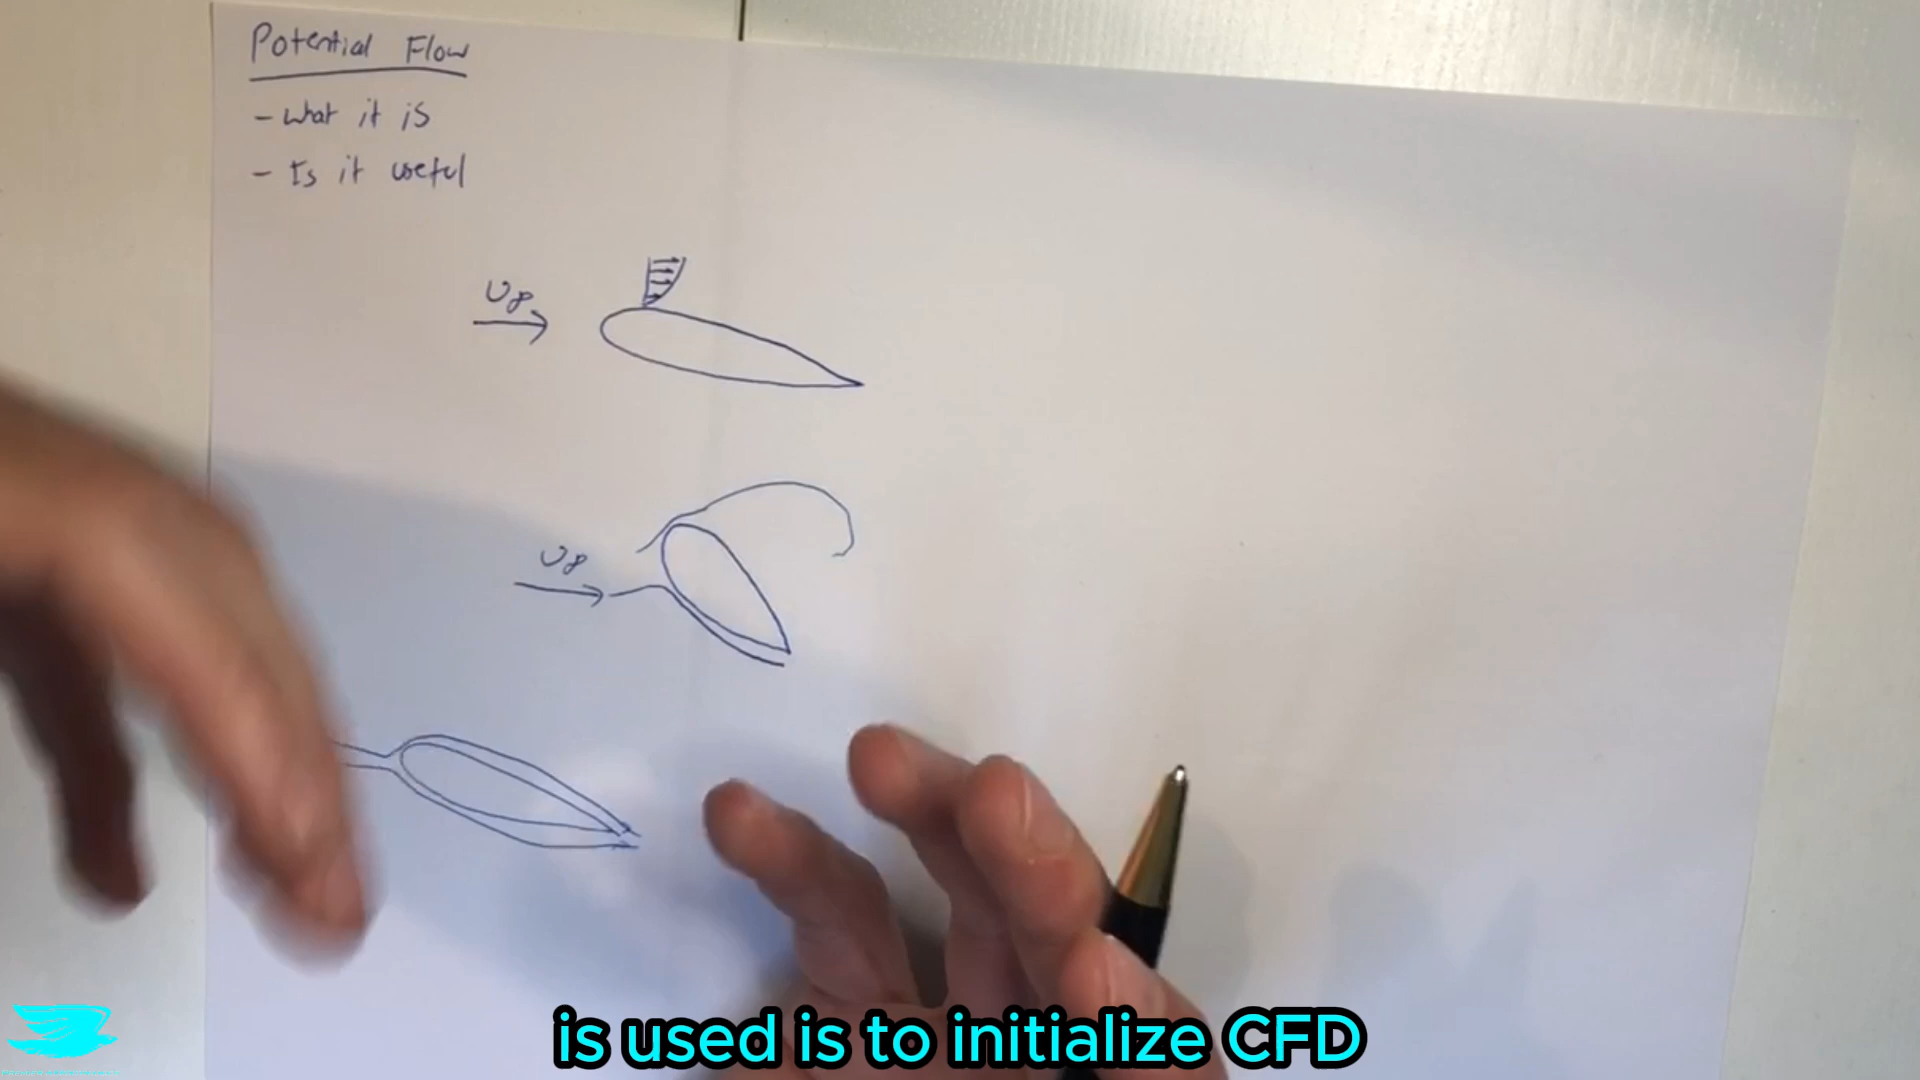 Potential Flow
- What it is
- Is it useful
U∞
U∞
is used is to initialize CFD